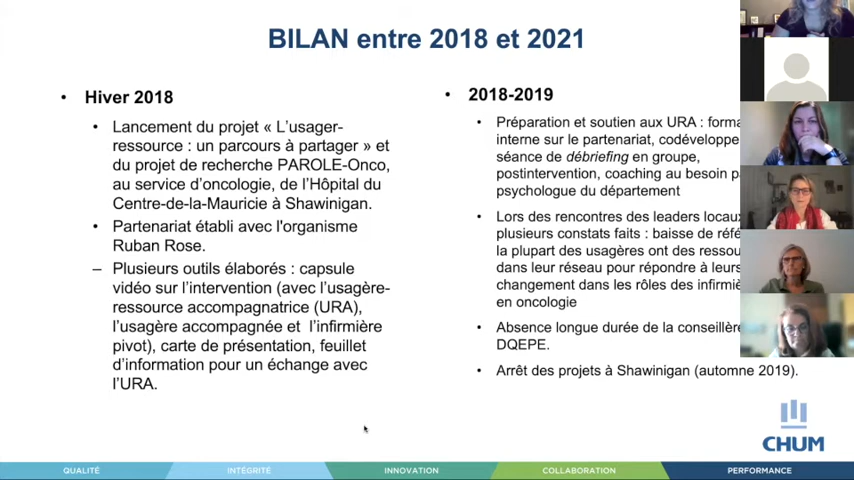 BILAN entre 2018 et 2021
• Hiver 2018
• Lancement du projet « L'usager-
ressource : un parcours à partager » et
du projet de recherche PAROLE-Onco,
au service d'oncologie, de l'Hôpital du
Centre-de-la-Mauricie à Shawinigan.
• Partenariat établi avec l'organisme
Ruban Rose.
– Plusieurs outils élaborés : capsule
vidéo sur l'intervention (avec l'usagère-
ressource accompagnatrice (URA),
l'usagère accompagnée et l'infirmière
pivot), carte de présentation, feuillet
d'information pour un échange avec
l'URA.
• 2018-2019
• Préparation et soutien aux URA : forma
interne sur le partenariat, codéveloppe
séance de débriefing en groupe,
postintervention, coaching au besoin pa
psychologue du département
• Lors des rencontres des leaders locau
plusieurs constats faits : baisse de réfé
la plupart des usagères ont des ressou
dans leur réseau pour répondre à leurs
changement dans les rôles des infirmiè
en oncologie
• Absence longue durée de la conseillère
DQEPE.
• Arrêt des projets à Shawinigan (automne 2019).
CHUM
QUALITÉ
INTÉGRITÉ
INNOVATION
COLLABORATION
PERFORMANCE